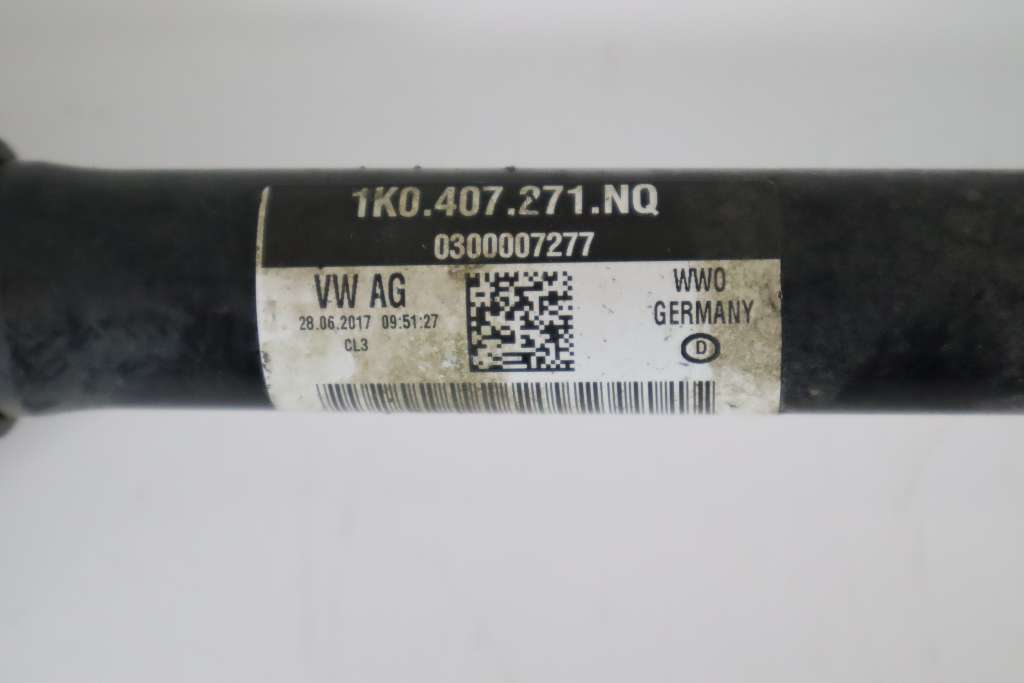 1K0.407.271.NQ
0300007277
VW AG
28.06.2017 09:51:27
CL3
WWO
GERMANY
D